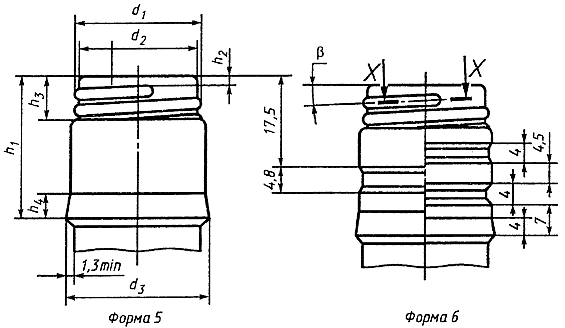 d₁
d₂
h₂
h₃
h₁
h₄
1,3min
d₃
Форма 5
β
X
X
17,5
4,8
4
4,5
4
4
7
Форма 6